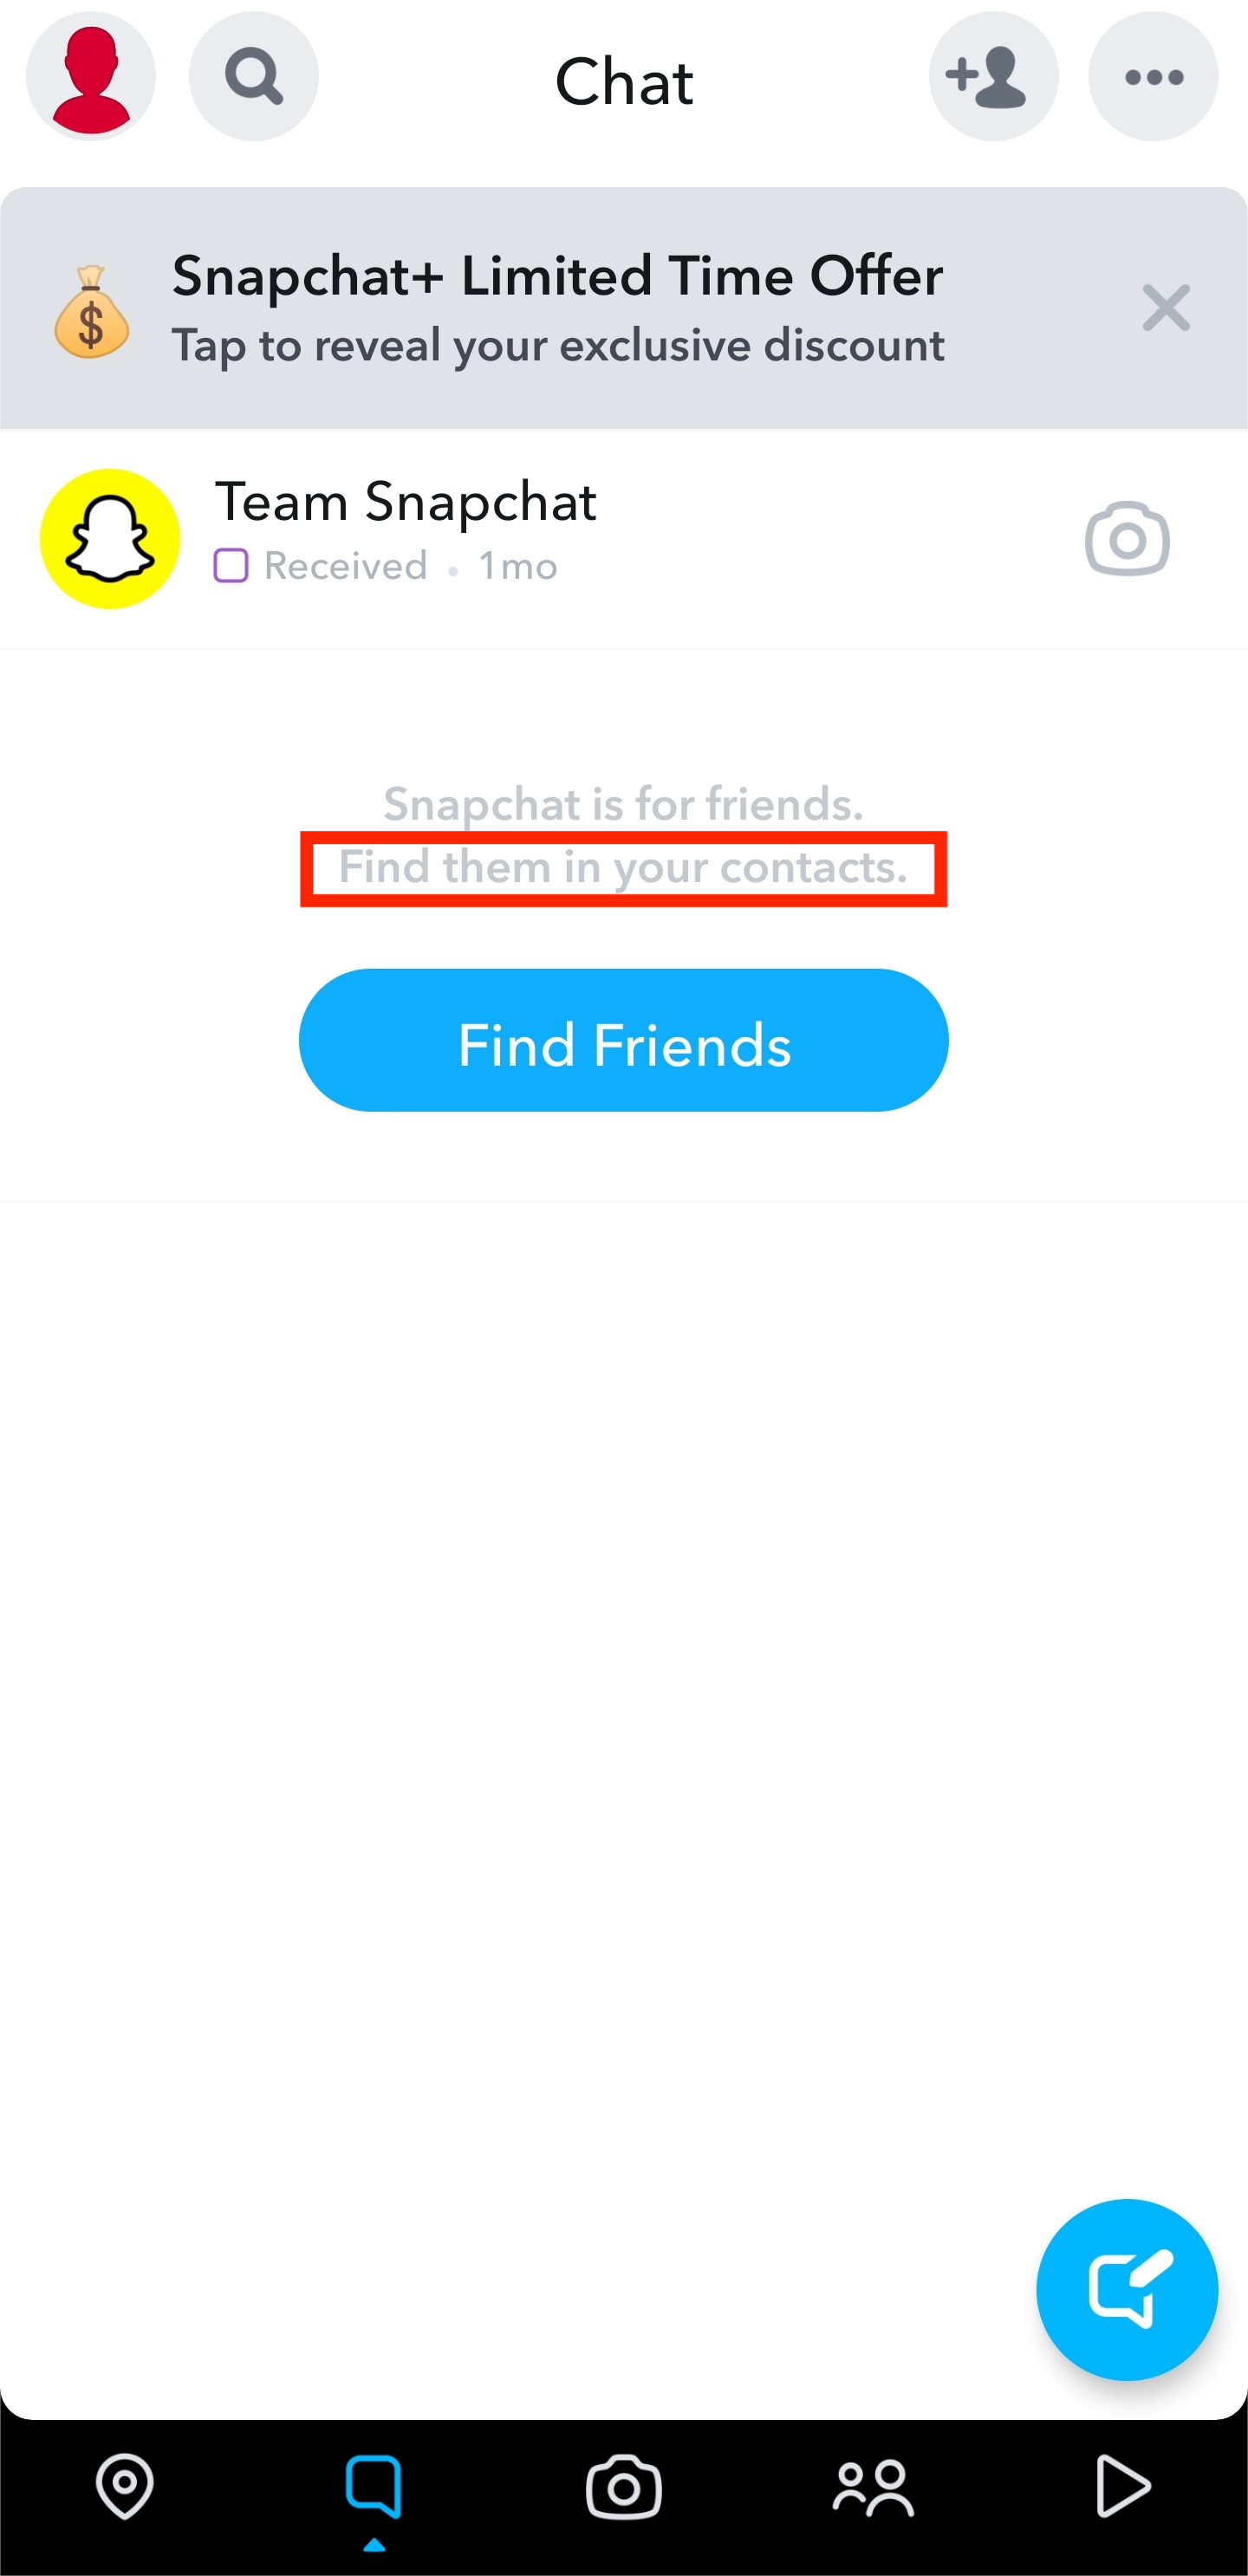 Chat
Snapchat+ Limited Time Offer
Tap to reveal your exclusive discount
Team Snapchat
Received • 1mo
Snapchat is for friends.
Find them in your contacts.
Find Friends